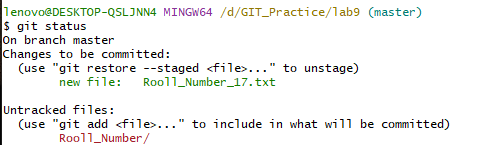 lenovo@DESKTOP-QSLJNN4 MINGW64 /d/GIT_Practice/lab9 (master)
$ git status
On branch master
Changes to be committed:
  (use "git restore --staged <file>..." to unstage)
        new file:   Rooll_Number_17.txt

Untracked files:
  (use "git add <file>..." to include in what will be committed)
        Rooll_Number/